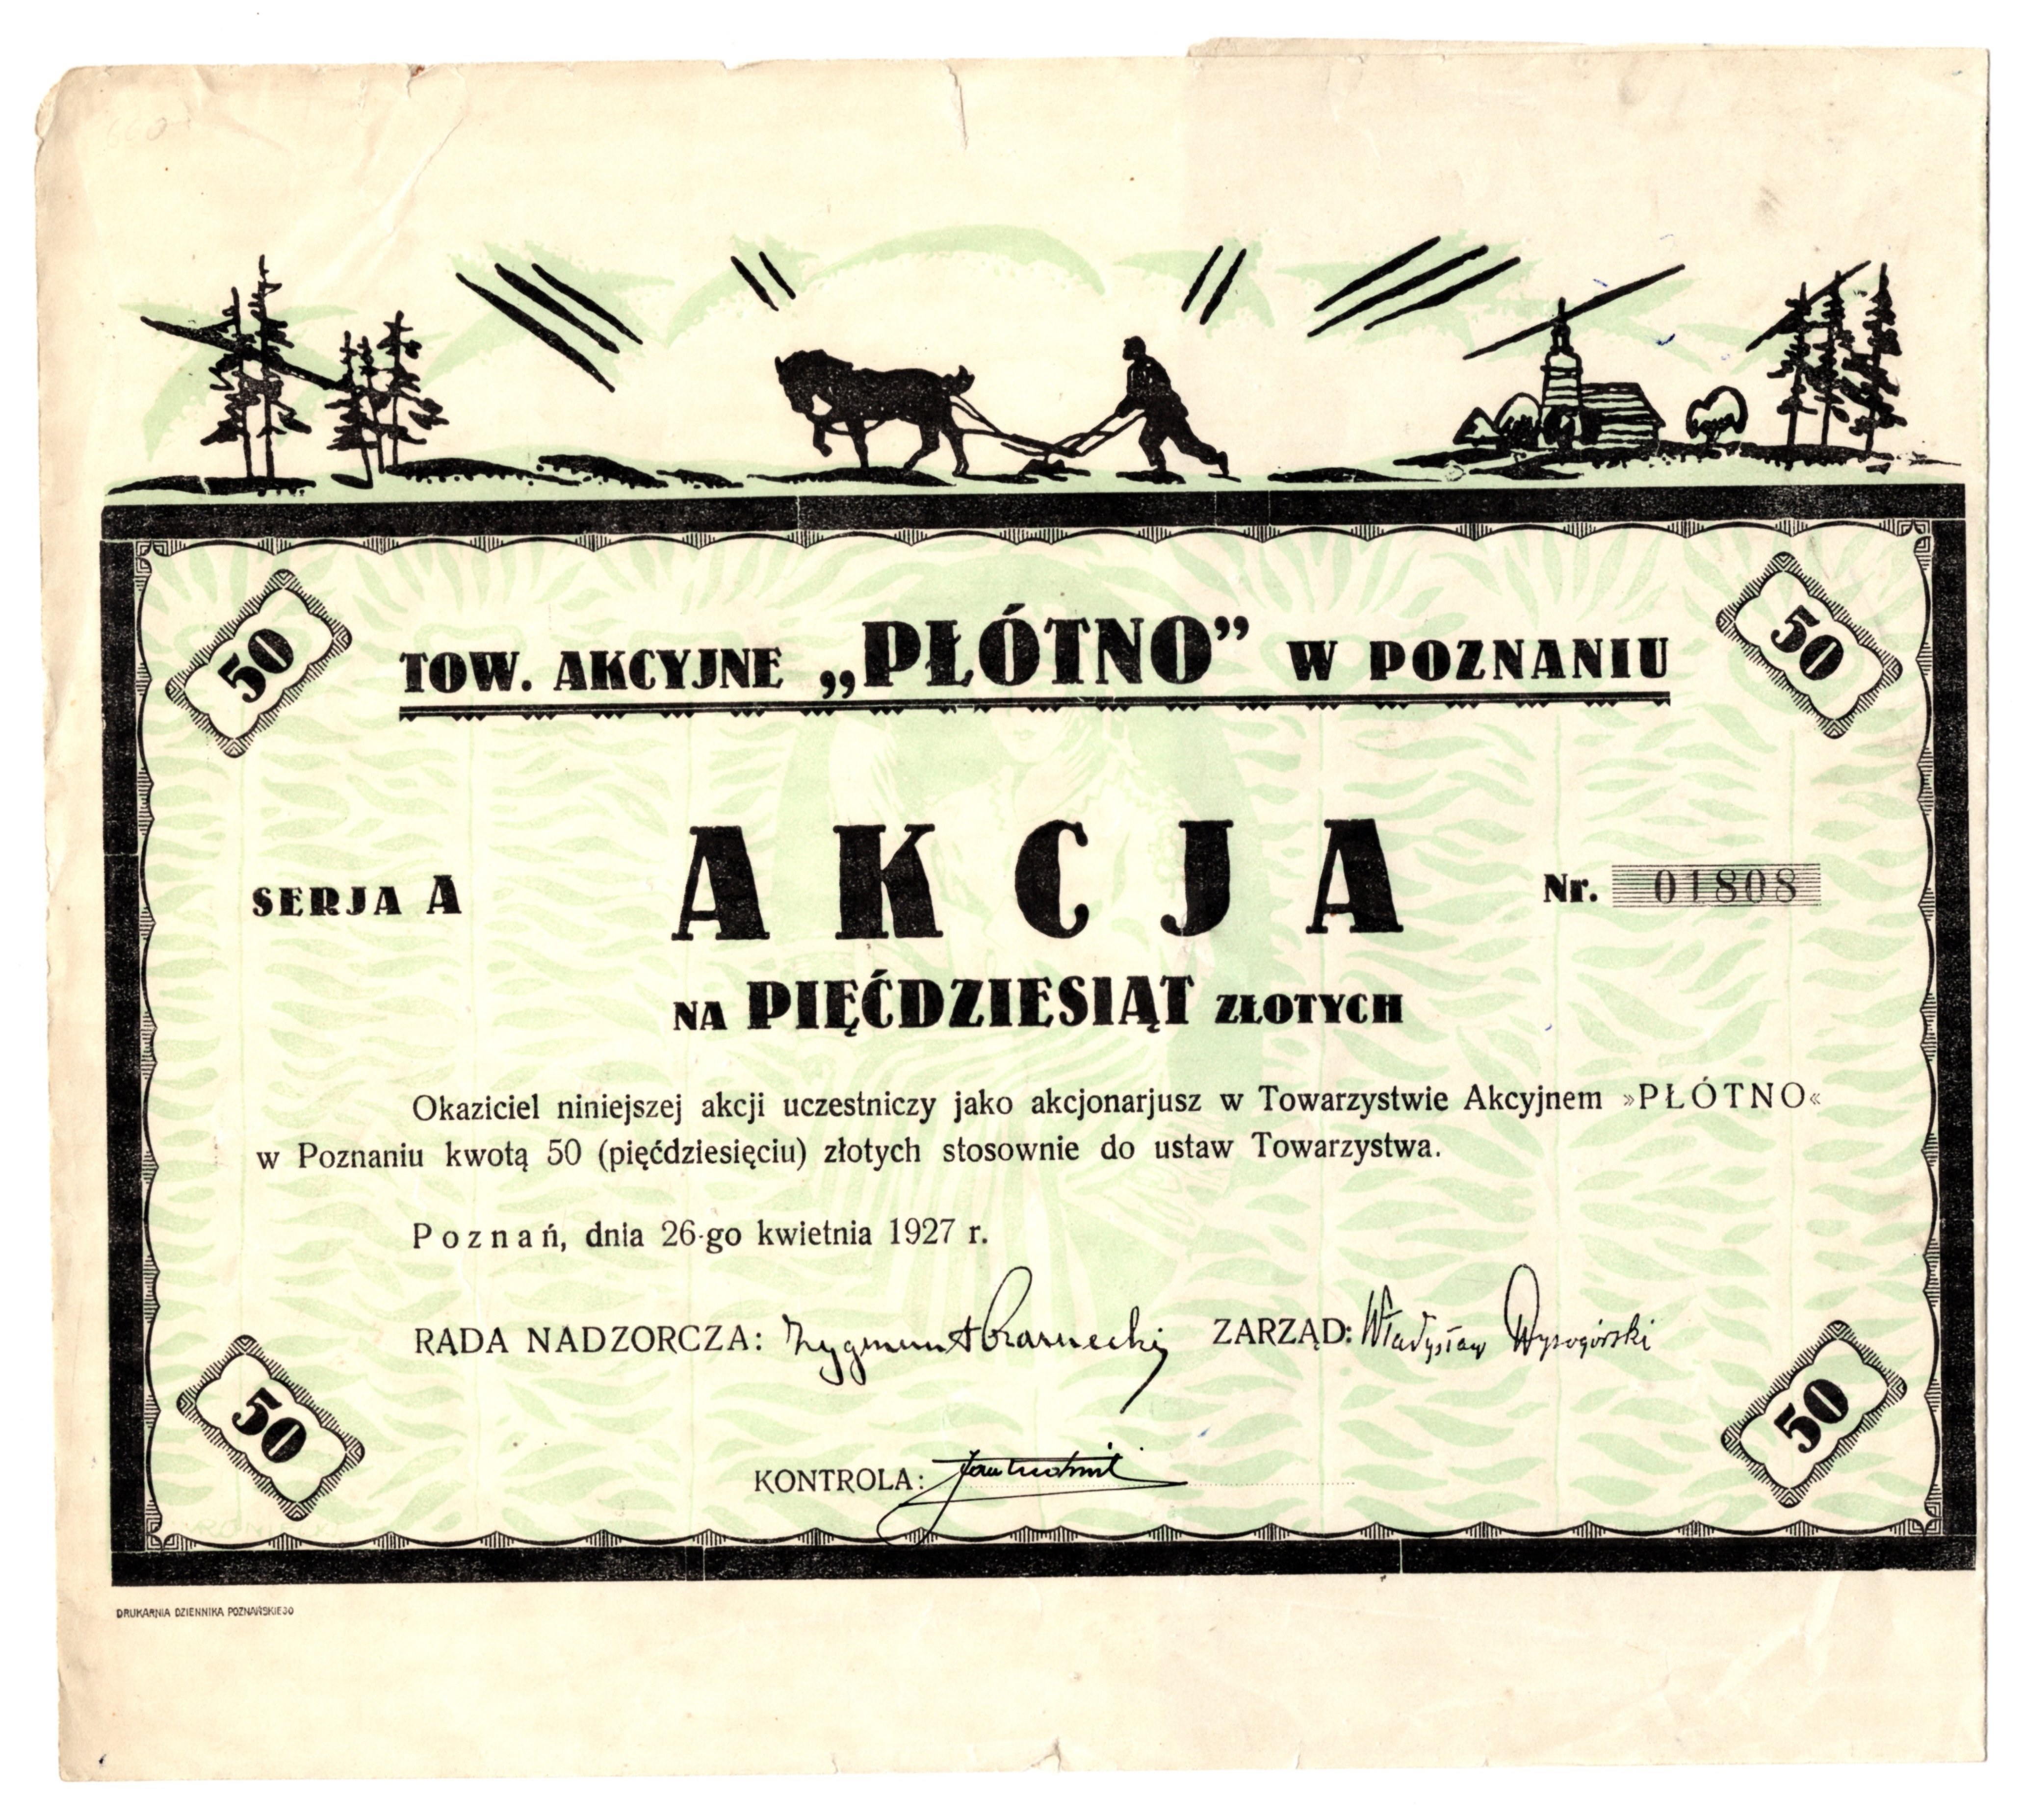 50
50
TOW. AKCYJNE „PŁÓTNO” W POZNANIU
SERJA A
AKCJA
Nr. 01808
NA PIĘĆDZIESIĄT ZŁOTYCH
Okaziciel niniejszej akcji uczestniczy jako akcjonarjusz w Towarzystwie Akcyjnem »PŁÓTNO«
w Poznaniu kwotą 50 (pięćdziesięciu) złotych stosownie do ustaw Towarzystwa.
Poznań, dnia 26-go kwietnia 1927 r.
RADA NADZORCZA: Zygmunt Czarnecki ZARZĄD: Władysław Wysogórski
50
50
KONTROLA:
DRUKARNIA DZIENNIKA POZNAŃSKIEJO